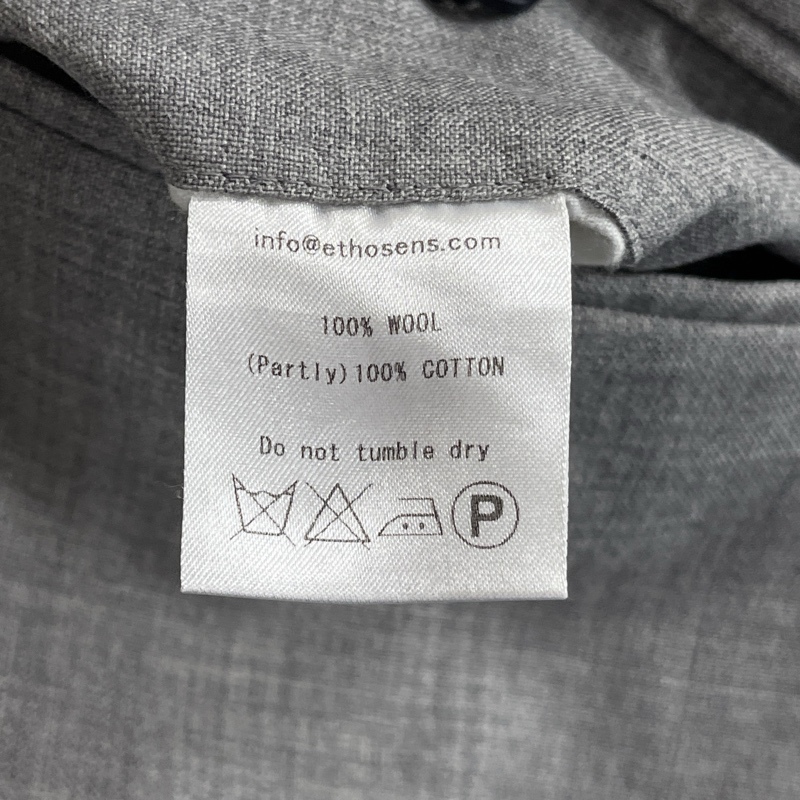 info@ethosens.com
100% WOOL
(Partly)100% COTTON
Do not tumble dry
P